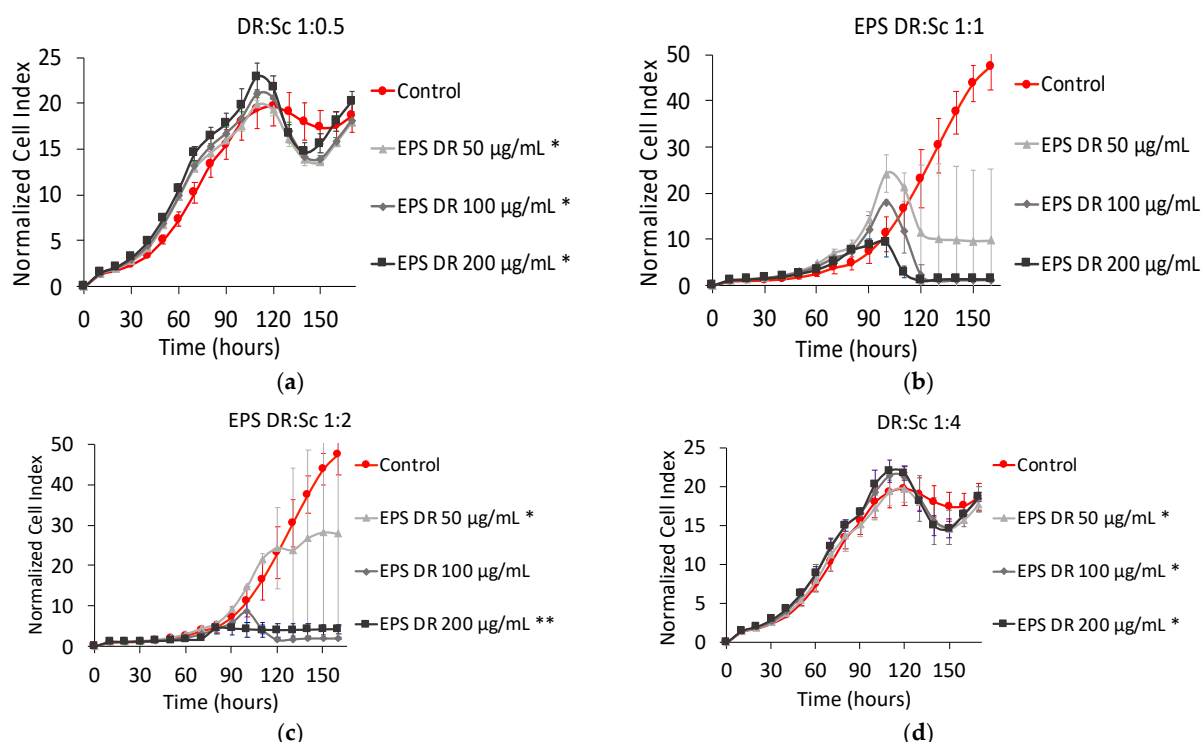 DR:Sc 1:0.5
Normalized Cell Index
25
20
15
10
5
0
0 30 60 90 120 150
Time (hours)
Control
EPS DR 50 µg/mL *
EPS DR 100 µg/mL *
EPS DR 200 µg/mL *
(a)
EPS DR:Sc 1:1
Normalized Cell Index
50
40
30
20
10
0
0 30 60 90 120 150
Time (hours)
Control
EPS DR 50 µg/mL
EPS DR 100 µg/mL
EPS DR 200 µg/mL
(b)
EPS DR:Sc 1:2
Normalized Cell Index
50
40
30
20
10
0
0 30 60 90 120 150
Time (hours)
Control
EPS DR 50 µg/mL *
EPS DR 100 µg/mL
EPS DR 200 µg/mL **
(c)
DR:Sc 1:4
Normalized Cell Index
25
20
15
10
5
0
0 30 60 90 120 150
Time (hours)
Control
EPS DR 50 µg/mL *
EPS DR 100 µg/mL *
EPS DR 200 µg/mL *
(d)